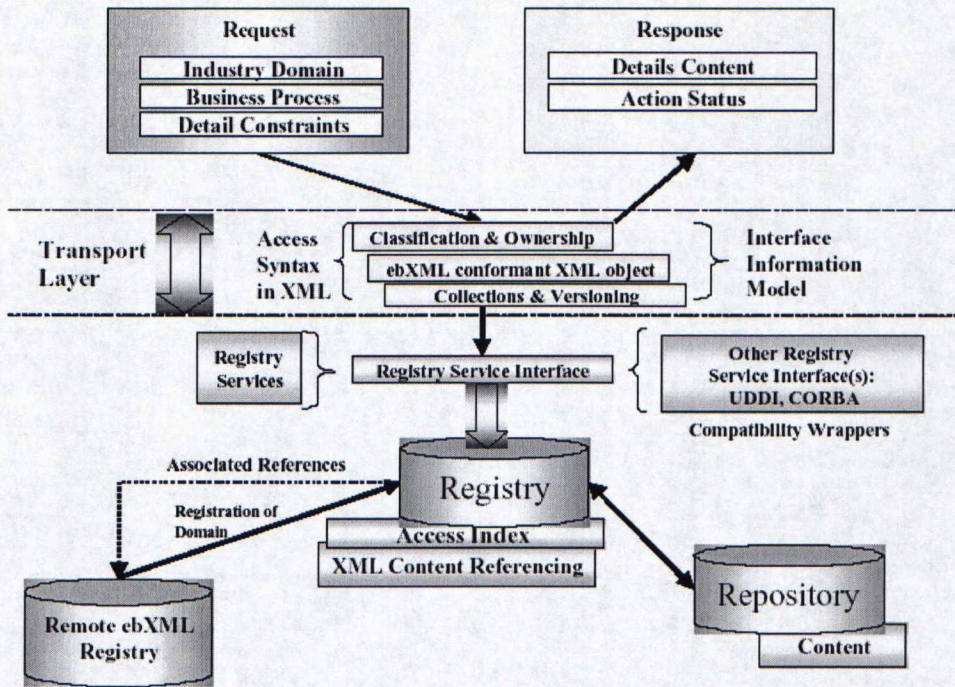 Request
Industry Domain
Business Process
Detail Constraints
Response
Details Content
Action Status
Transport
Layer
Access
Syntax
in XML
Classification & Ownership
ebXML conformant XML object
Collections & Versioning
Interface
Information
Model
Registry
Services
Registry Service Interface
Other Registry
Service Interface(s):
UDDI, CORBA
Compatibility Wrappers
Associated References
Registration of
Domain
Registry
Access Index
XML Content Referencing
Remote ebXML
Registry
Repository
Content